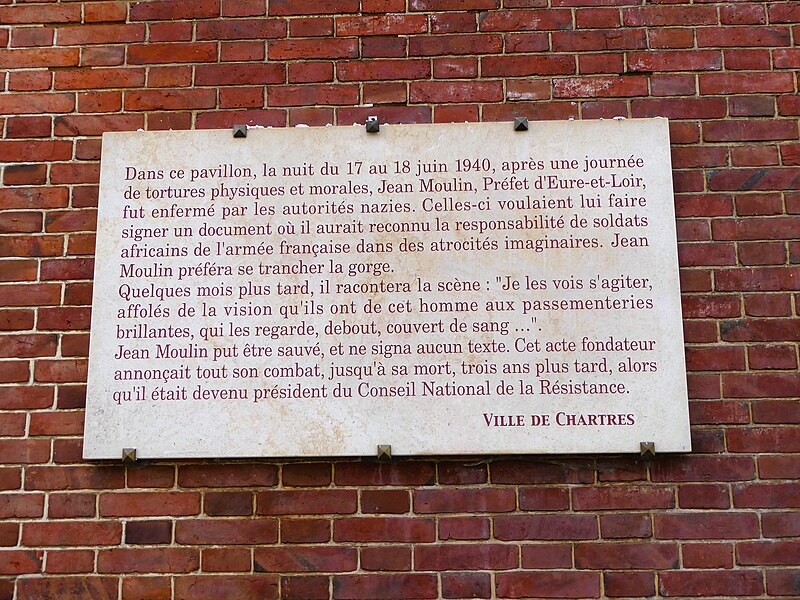 Dans ce pavillon, la nuit du 17 au 18 juin 1940, après une journée
de tortures physiques et morales, Jean Moulin, Préfet d'Eure-et-Loir,
fut enfermé par les autorités nazies. Celles-ci voulaient lui faire
signer un document où il aurait reconnu la responsabilité de soldats
africains de l'armée française dans des atrocités imaginaires. Jean
Moulin préféra se trancher la gorge.
Quelques mois plus tard, il racontera la scène : "Je les vois s'agiter,
affolés de la vision qu'ils ont de cet homme aux passementeries
brillantes, qui les regarde, debout, couvert de sang ...".
Jean Moulin put être sauvé, et ne signa aucun texte. Cet acte fondateur
annonçait tout son combat, jusqu'à sa mort, trois ans plus tard, alors
qu'il était devenu président du Conseil National de la Résistance.
VILLE DE CHARTRES